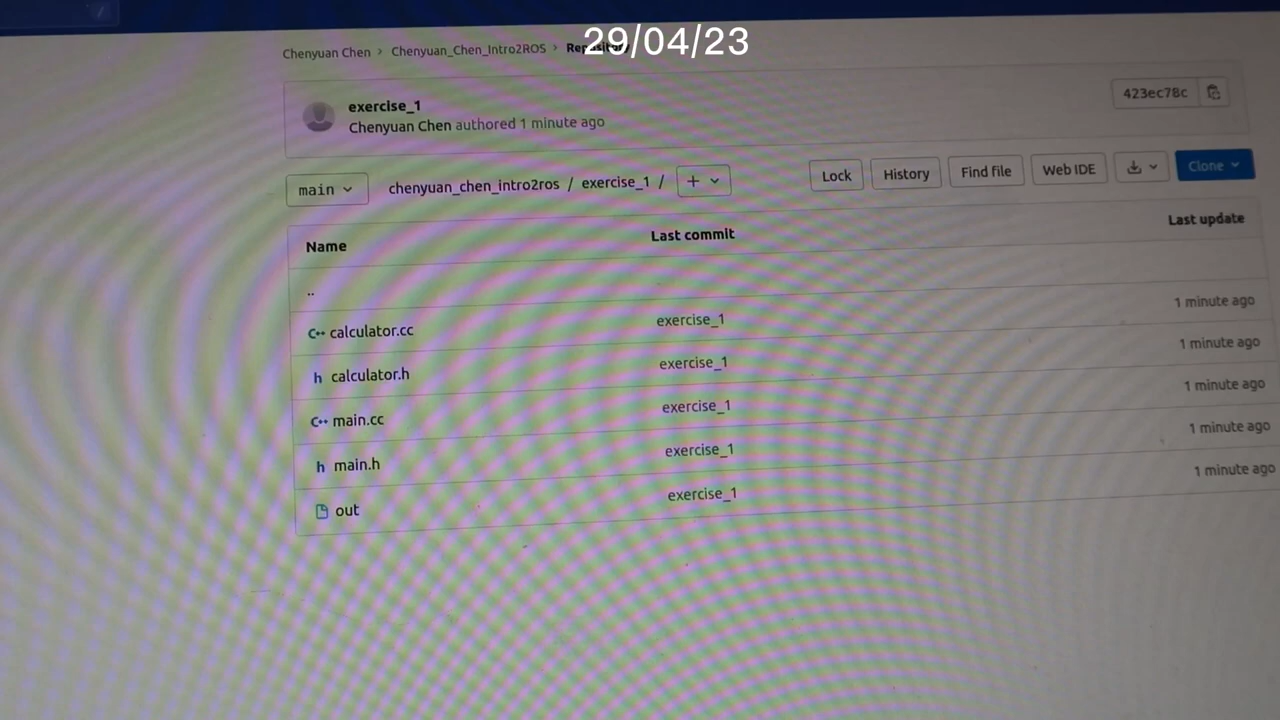 29/04/23
Chenyuan Chen > Chenyuan_Chen_Intro2ROS > Repository
exercise_1
Chenyuan Chen authored 1 minute ago
423ec78c
main
chenyuan_chen_intro2ros / exercise_1 / +
Lock History Find file Web IDE Clone
Name Last commit Last update
..
C++ calculator.cc exercise_1 1 minute ago
h calculator.h exercise_1 1 minute ago
C++ main.cc exercise_1 1 minute ago
h main.h exercise_1 1 minute ago
out exercise_1 1 minute ago